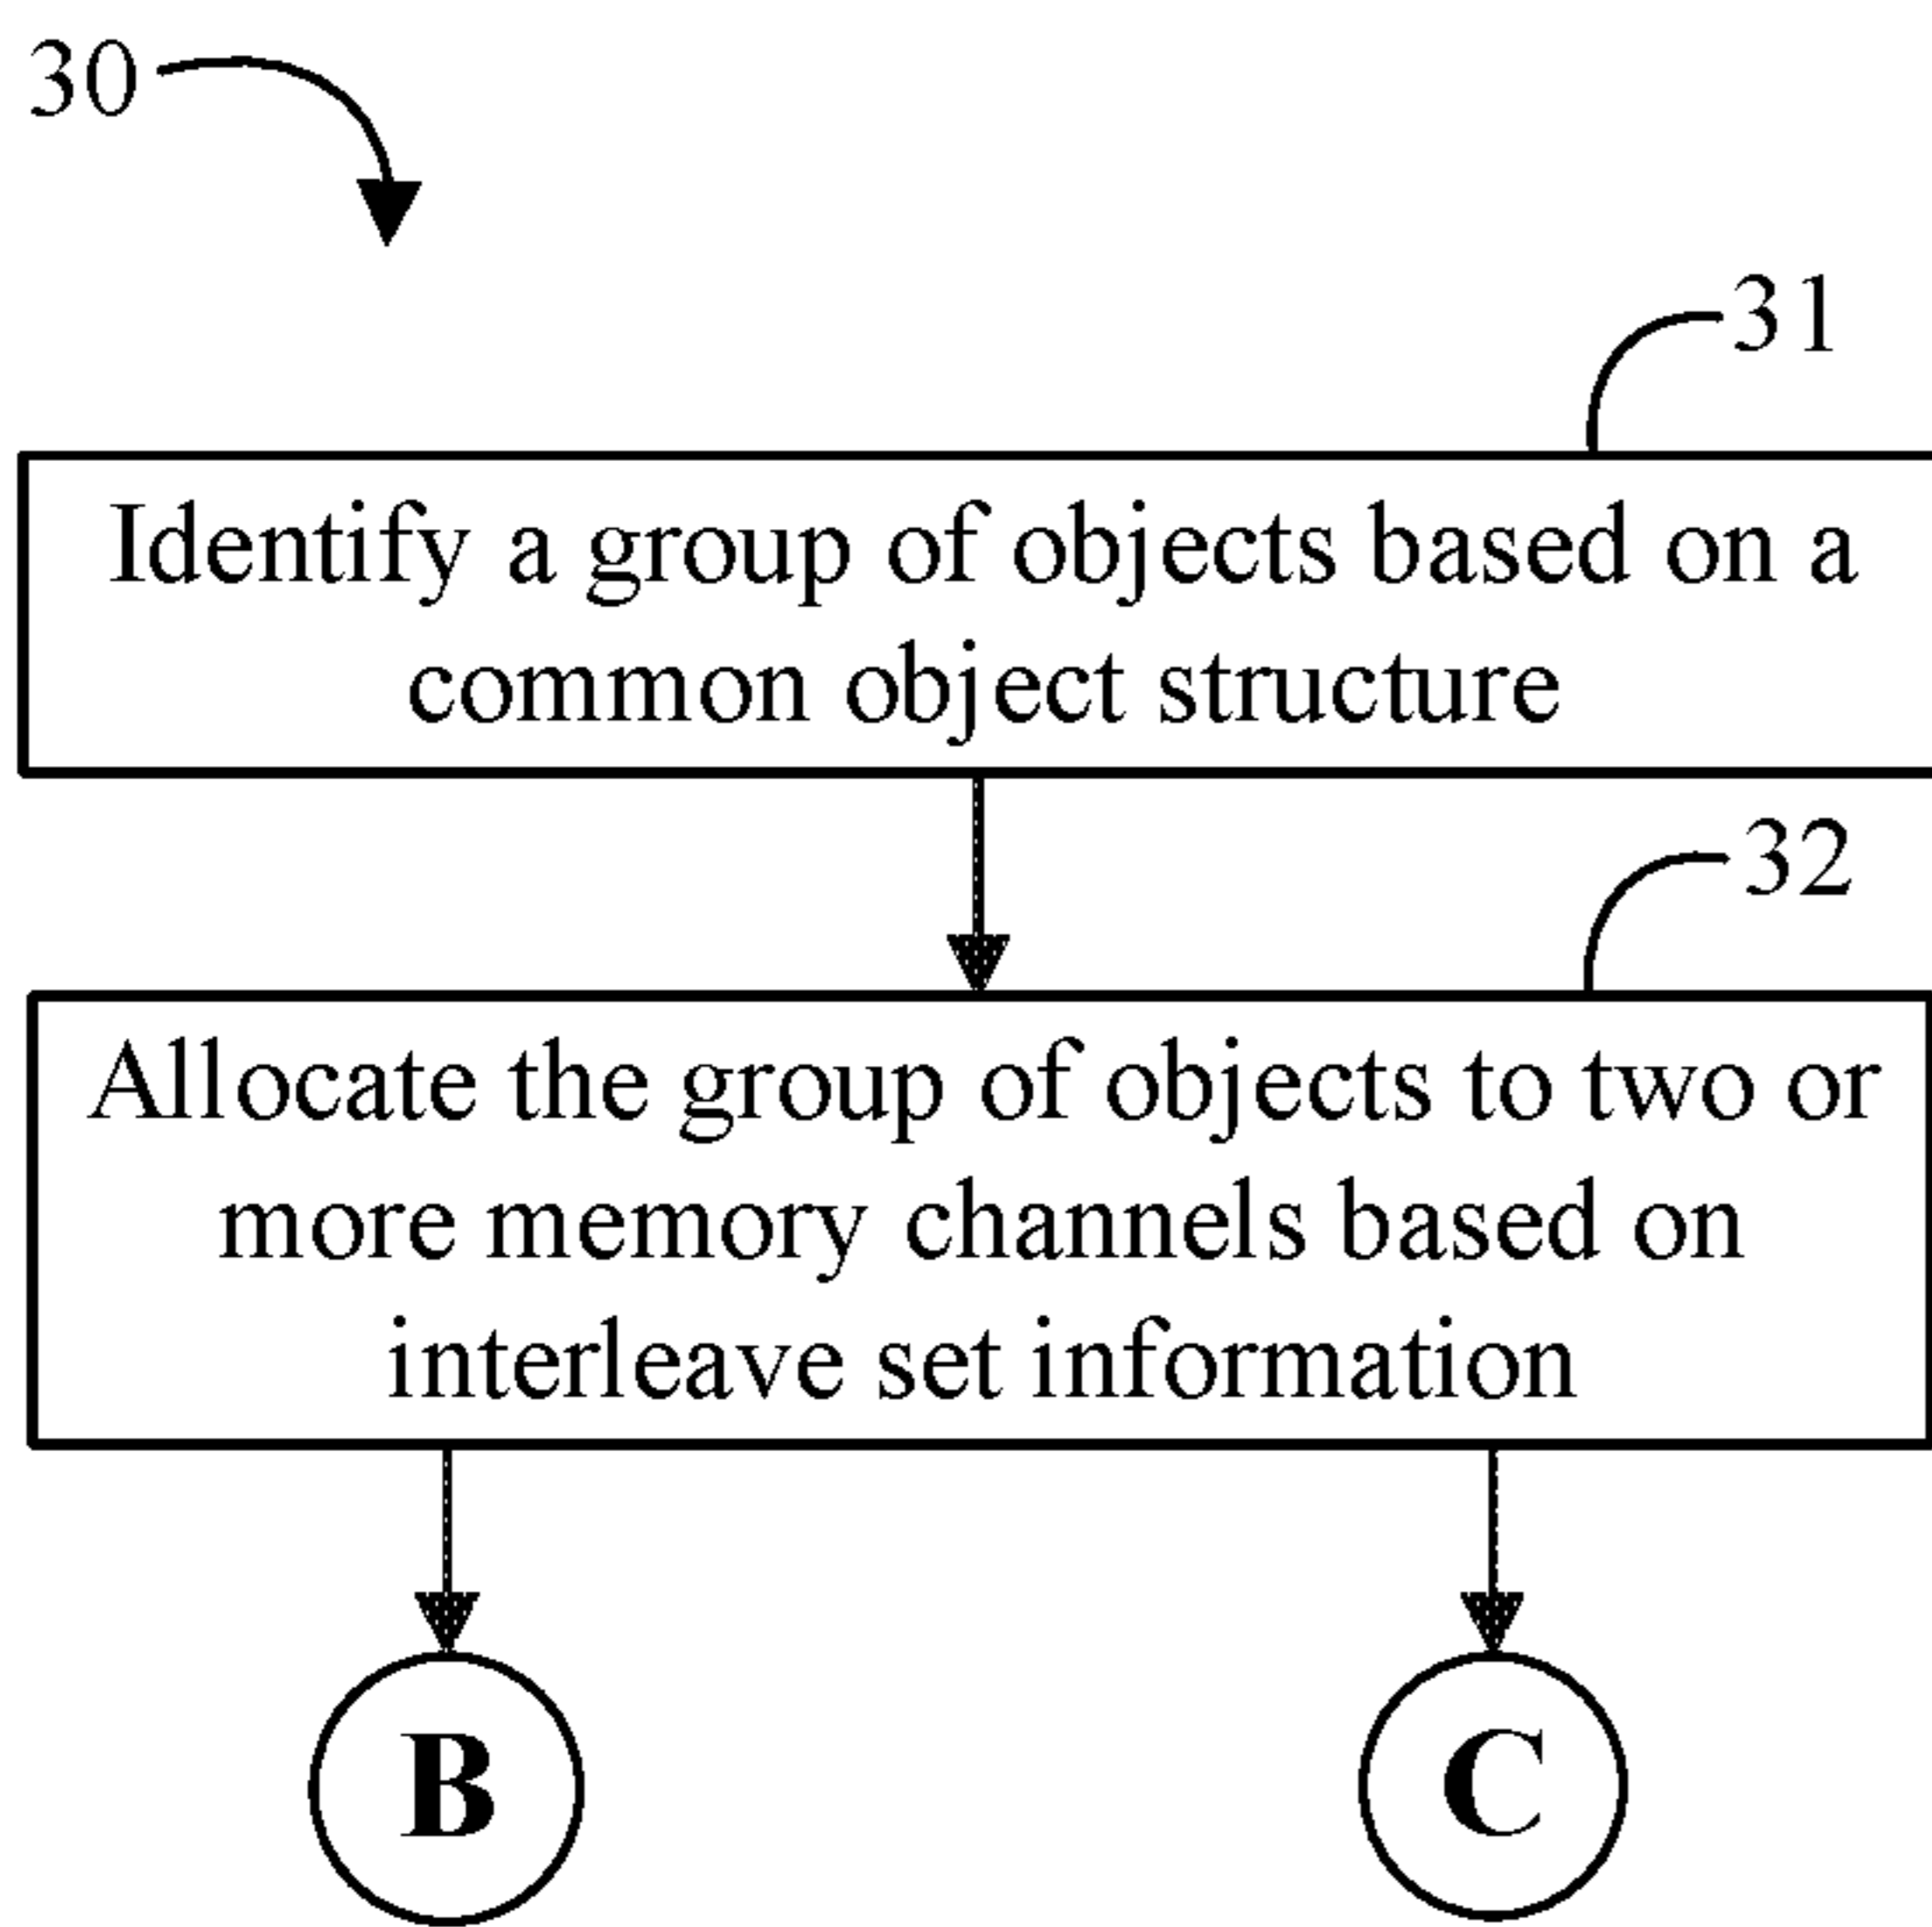 30
31
Identify a group of objects based on a
common object structure
32
Allocate the group of objects to two or
more memory channels based on
interleave set information
B
C